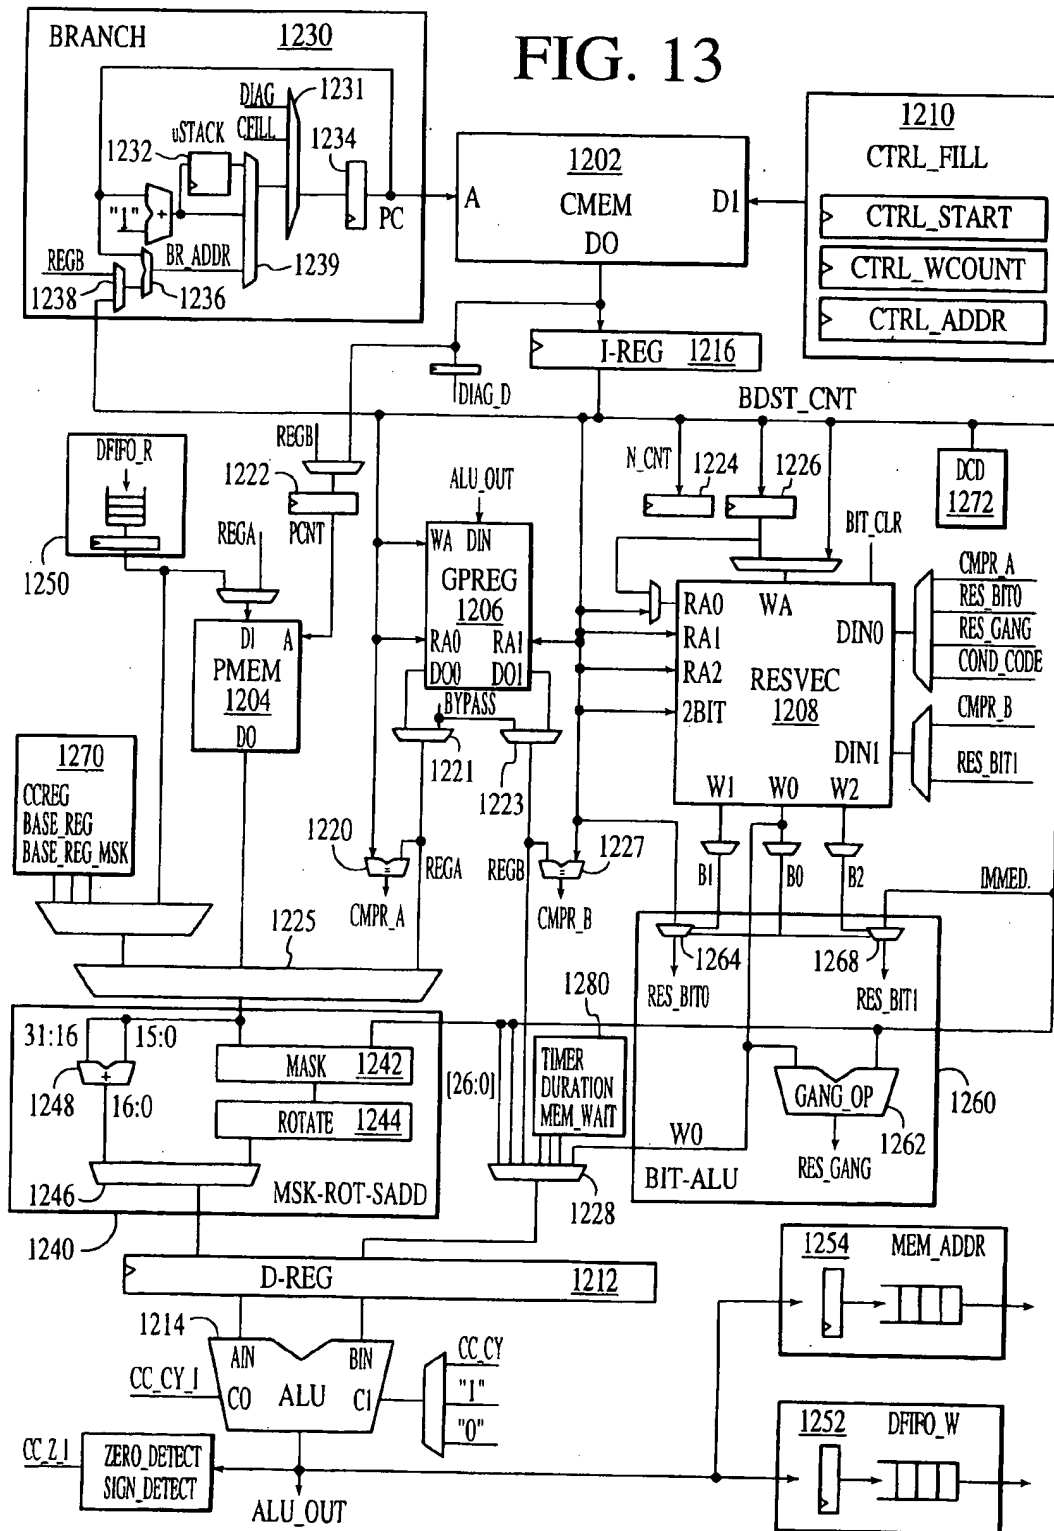 FIG. 13
BRANCH 1230
DIAG 1231
CFILL
uSTACK
1232
1234
"1" +
PC
REGB BR_ADDR
1239
1238 1236
1202
CMEM
A D1
DO
1210
CTRL_FILL
CTRL_START
CTRL_WCOUNT
CTRL_ADDR
I-REG 1216
DIAG_D
BDST_CNT
DFIFO_R
1250
REGB
1222
PCNT
REGA
ALU_OUT
N_CNT 1224 1226
DCD
1272
BIT_CLR
WA DIN
GPREG
1206
RA0 RA1
DO0 DO1
BYPASS
1221
1223
DI A
PMEM
1204
DO
RA0 WA
RA1 DIN0
RA2 RESVEC
1208
2BIT
DIN1
W1 W0 W2
CMPR_A
RES_BIT0
RES_GANG
COND_CODE
CMPR_B
RES_BIT1
1270
CCREG
BASE_REG
BASE_REG_MSK
1220 =
REGA
CMPR_A
REGB
= 1227
CMPR_B
B1 B0 B2
IMMED.
1225
1264 1268
RES_BIT0 RES_BIT1
1280
TIMER
DURATION
MEM_WAIT
31:16 15:0
MASK 1242
1248 +
16:0
ROTATE 1244
[26:0]
1246
MSK-ROT-SADD
1240
1228
W0
GANG_OP
1262
1260
RES_GANG
BIT-ALU
D-REG 1212
1214
AIN BIN
CC_CY_I
CO ALU CI
CC_CY
"1"
"0"
CC_Z_I
ZERO_DETECT
SIGN_DETECT
ALU_OUT
1254 MEM_ADDR
1252 DFIFO_W